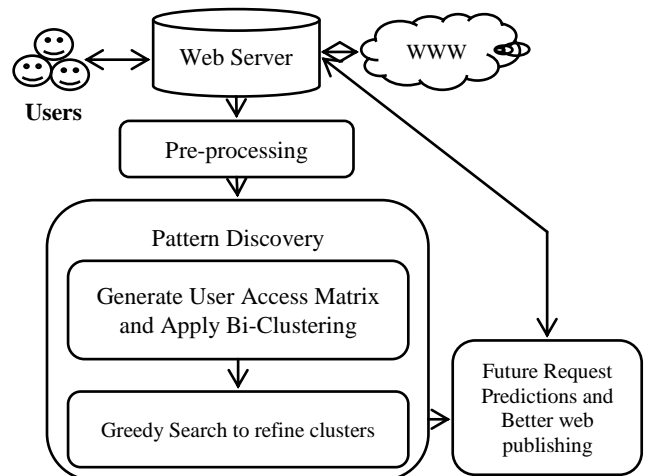 Web Server
WWW
Users
Pre-processing
Pattern Discovery
Generate User Access Matrix
and Apply Bi-Clustering
Greedy Search to refine clusters
Future Request
Predictions and
Better web
publishing